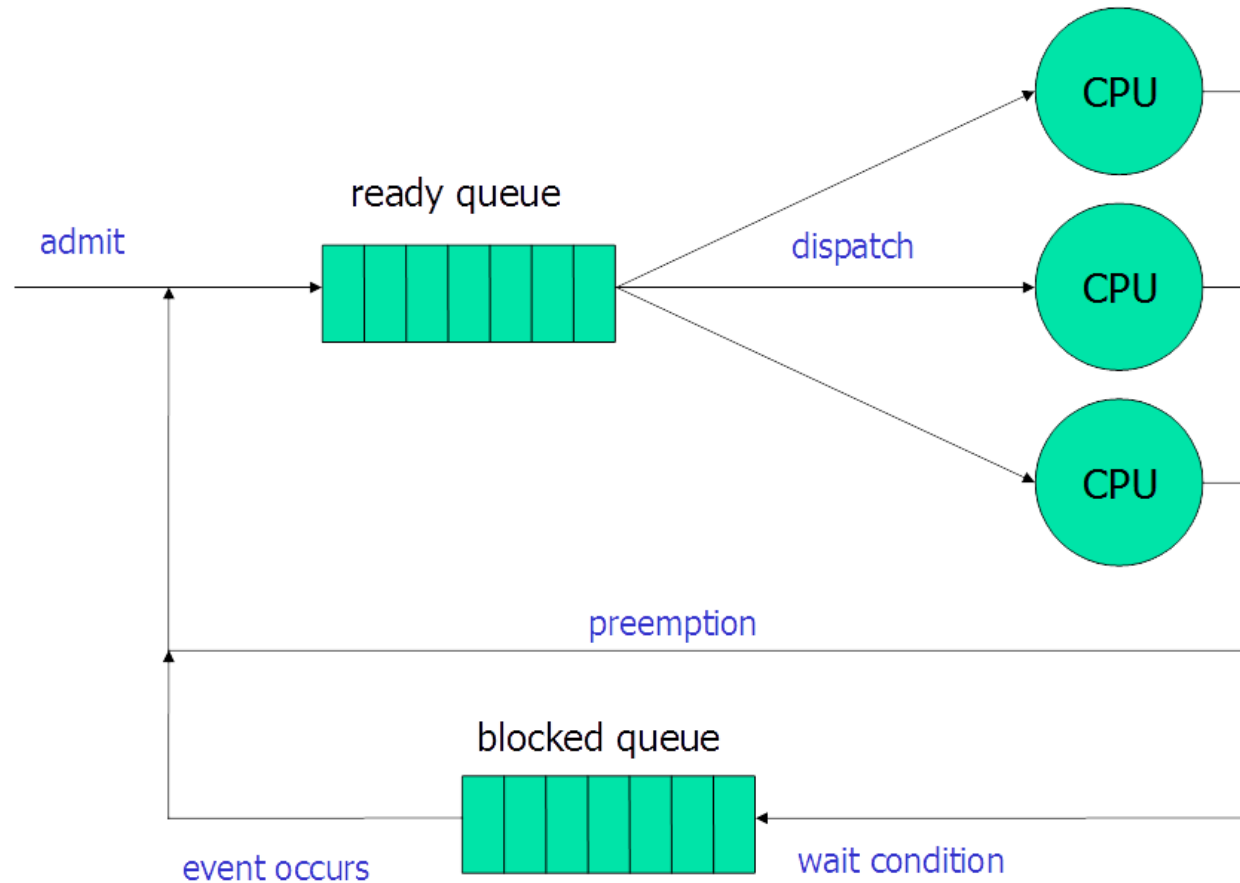 CPU
ready queue
admit
dispatch
CPU
CPU
preemption
blocked queue
event occurs
wait condition